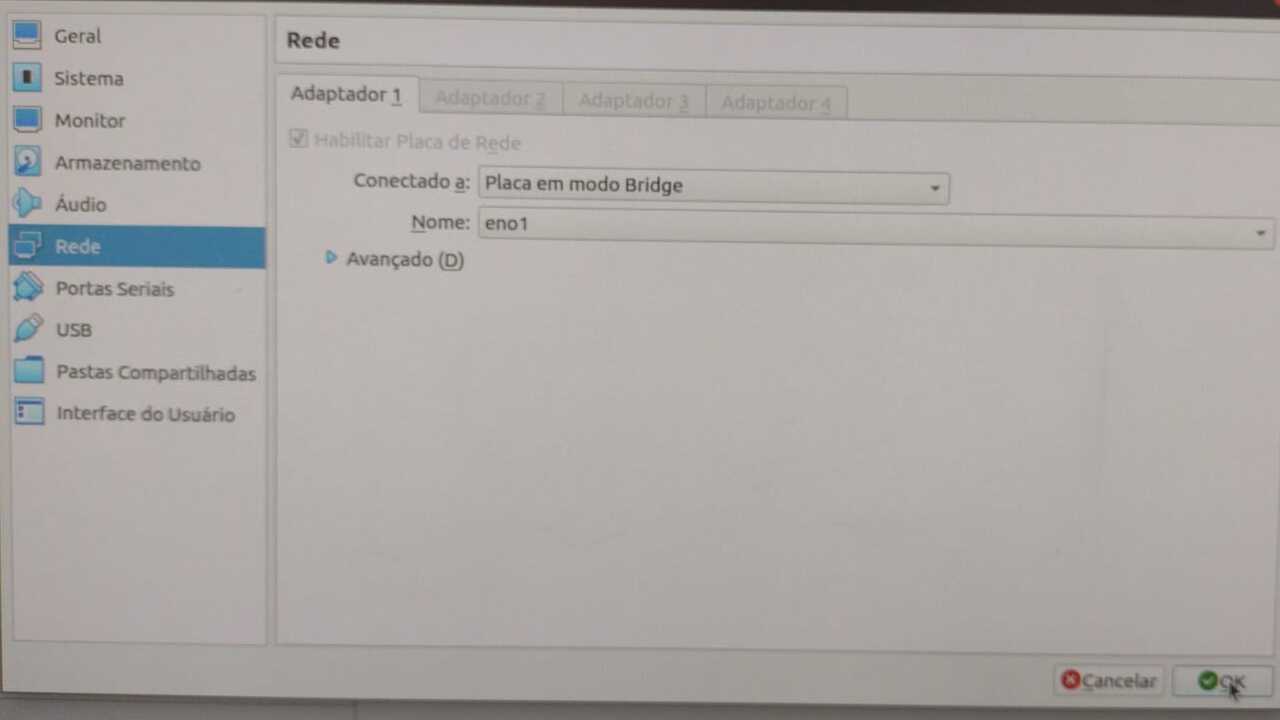 Geral
Sistema
Monitor
Armazenamento
Áudio
Rede
Portas Seriais
USB
Pastas Compartilhadas
Interface do Usuário
Rede
Adaptador 1 Adaptador 2 Adaptador 3 Adaptador 4
Habilitar Placa de Rede
Conectado a: Placa em modo Bridge
Nome: eno1
Avançado (D)
Cancelar OK